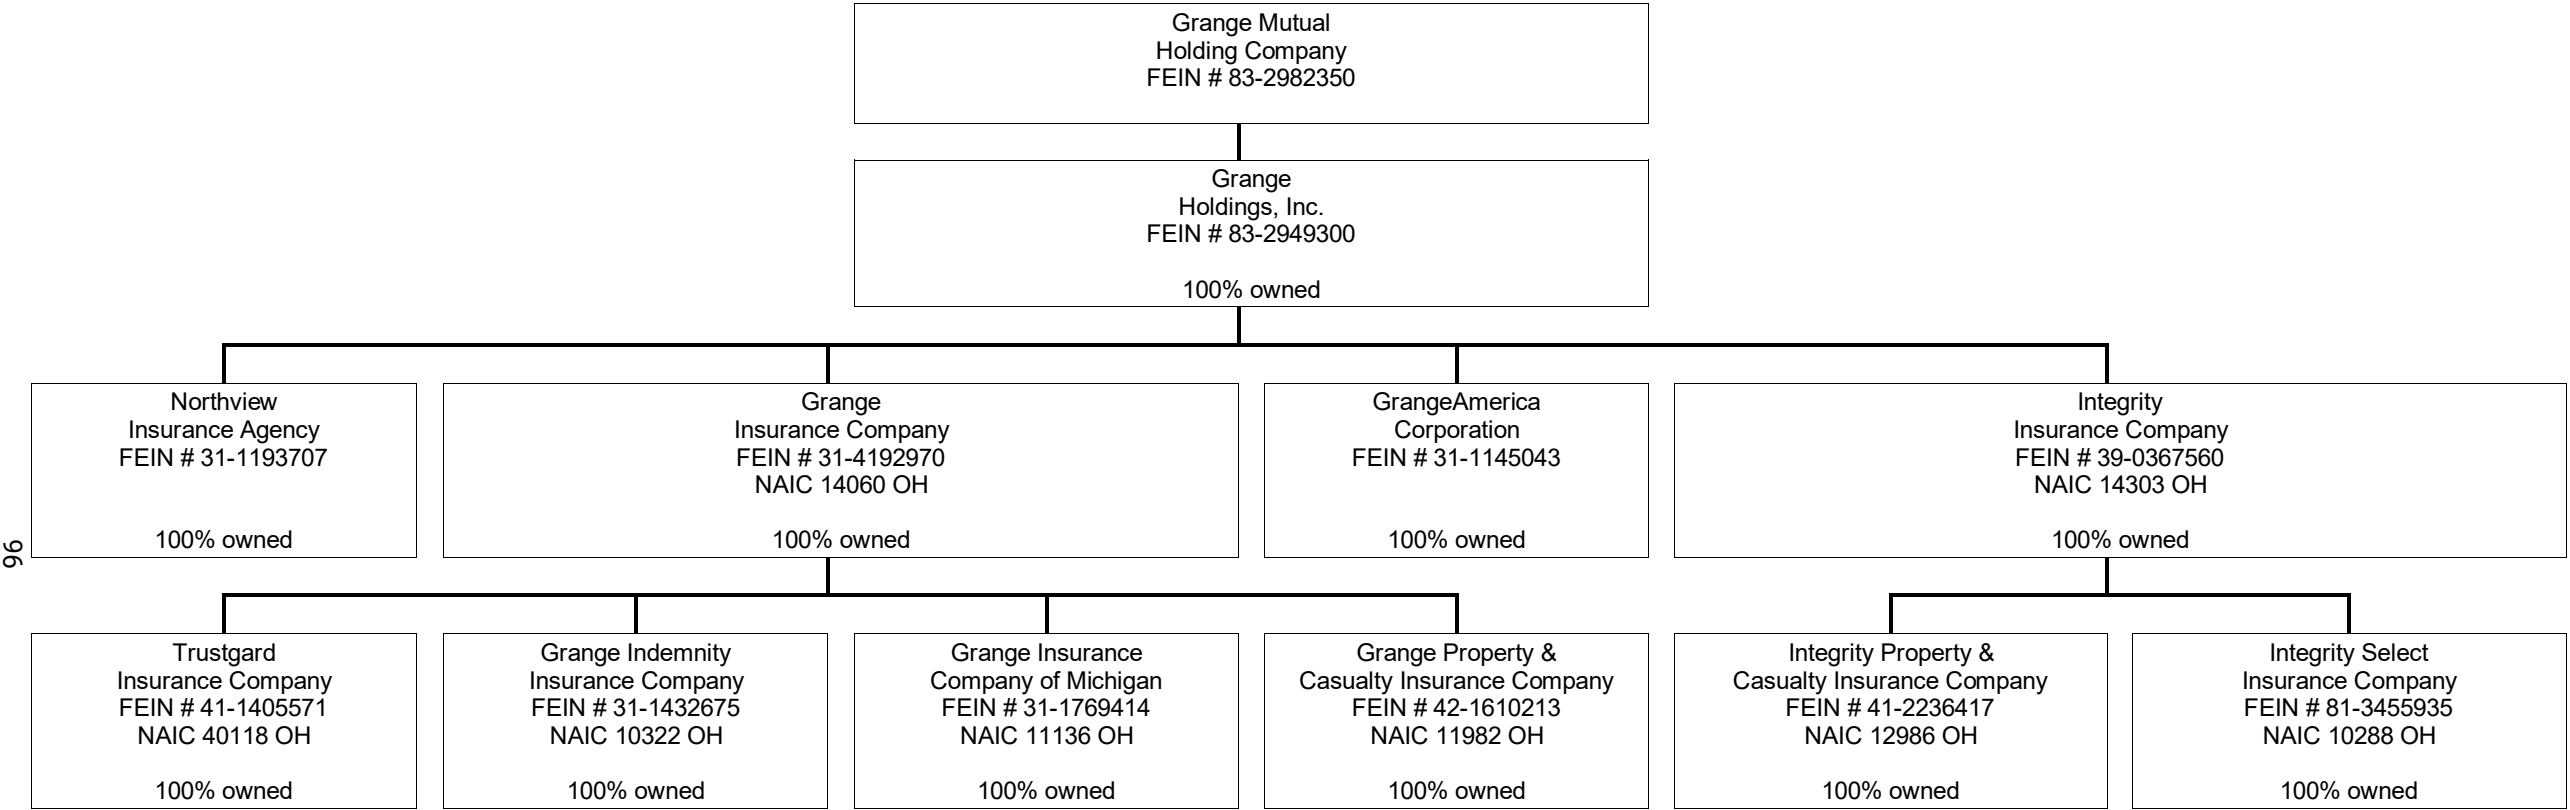 Grange Mutual
Holding Company
FEIN # 83-2982350
Grange
Holdings, Inc.
FEIN # 83-2949300
100% owned
Northview
Insurance Agency
FEIN # 31-1193707
100% owned
Grange
Insurance Company
FEIN # 31-4192970
NAIC 14060 OH
100% owned
GrangeAmerica
Corporation
FEIN # 31-1145043
100% owned
Integrity
Insurance Company
FEIN # 39-0367560
NAIC 14303 OH
100% owned
96
Trustgard
Insurance Company
FEIN # 41-1405571
NAIC 40118 OH
100% owned
Grange Indemnity
Insurance Company
FEIN # 31-1432675
NAIC 10322 OH
100% owned
Grange Insurance
Company of Michigan
FEIN # 31-1769414
NAIC 11136 OH
100% owned
Grange Property &
Casualty Insurance Company
FEIN # 42-1610213
NAIC 11982 OH
100% owned
Integrity Property &
Casualty Insurance Company
FEIN # 41-2236417
NAIC 12986 OH
100% owned
Integrity Select
Insurance Company
FEIN # 81-3455935
NAIC 10288 OH
100% owned